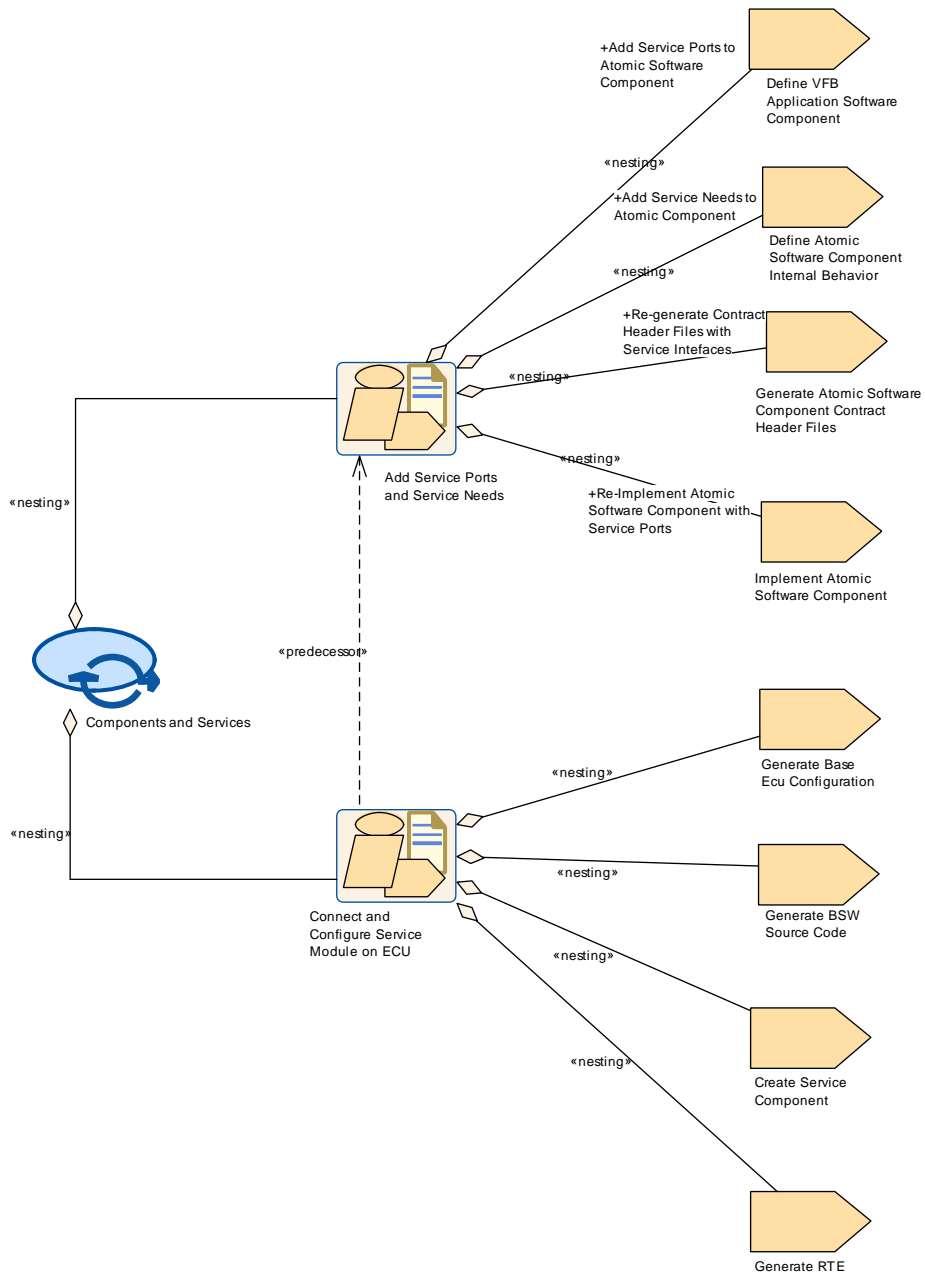 +Add Service Ports to
Atomic Software
Component
Define VFB
Application Software
Component
«nesting»
+Add Service Needs to
Atomic Component
Define Atomic
Software Component
Internal Behavior
«nesting»
+Re-generate Contract
Header Files with
Service Intefaces
«nesting»
Generate Atomic Software
Component Contract
Header Files
«nesting»
Add Service Ports
and Service Needs
+Re-Implement Atomic
Software Component with
Service Ports
«nesting»
Implement Atomic
Software Component
«predecessor»
Components and Services
Generate Base
Ecu Configuration
«nesting»
«nesting»
«nesting»
Generate BSW
Source Code
Connect and
Configure Service
Module on ECU
«nesting»
«nesting»
Create Service
Component
Generate RTE